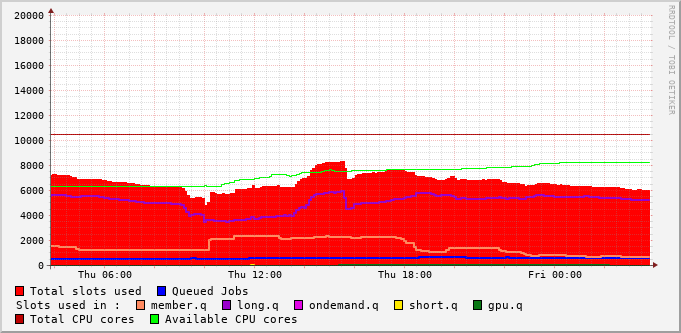 20000
18000
16000
14000
12000
10000
8000
6000
4000
2000
0
Thu 06:00 Thu 12:00 Thu 18:00 Fri 00:00
RRDTOOL / TOBI OETIKER
Total slots used Queued Jobs
Slots used in : member.q long.q ondemand.q short.q gpu.q
Total CPU cores Available CPU cores